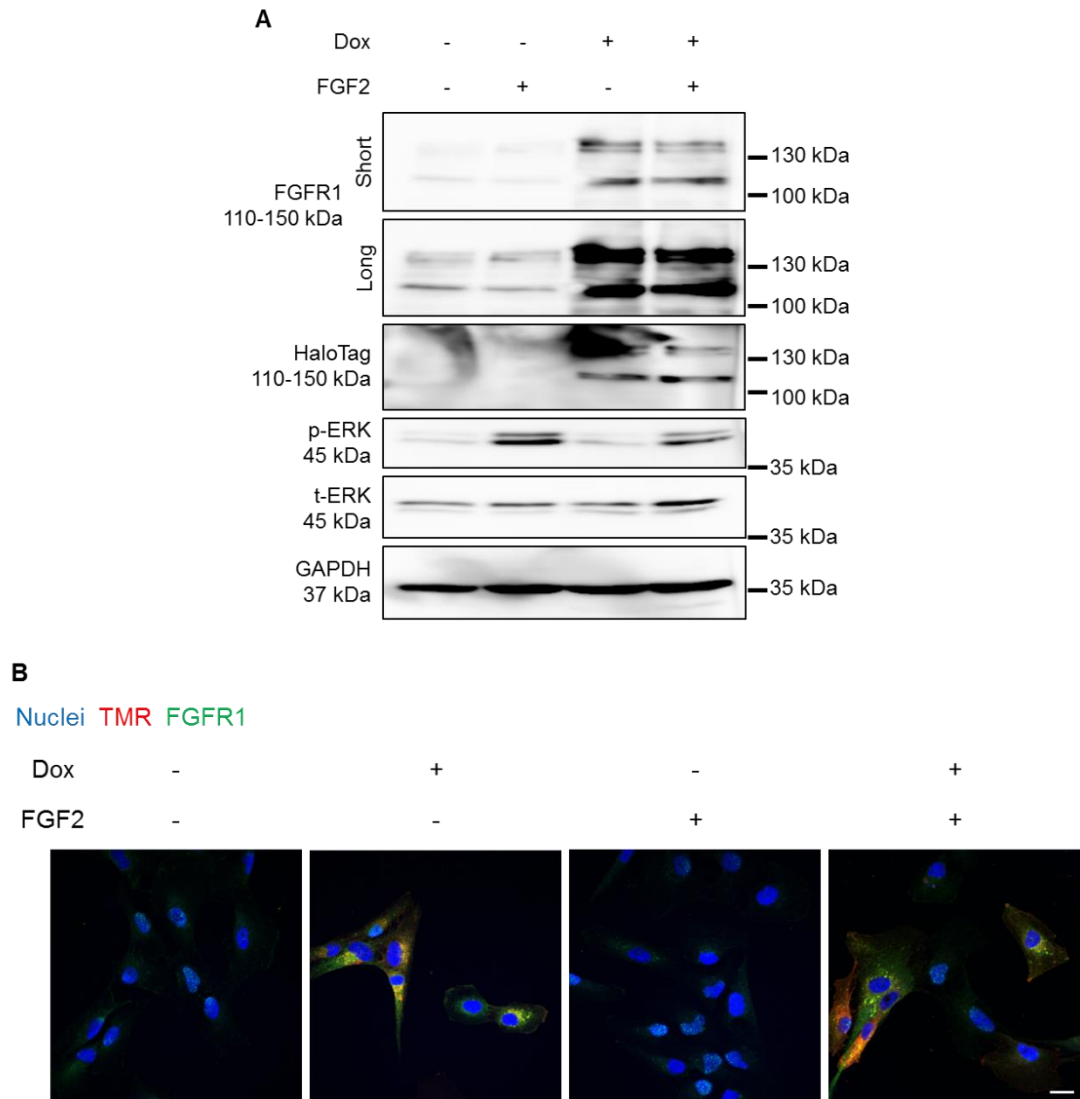 A
Dox - - + +
FGF2 - + - +
Short
FGFR1
110-150 kDa
130 kDa
100 kDa
Long
130 kDa
100 kDa
HaloTag
110-150 kDa
130 kDa
100 kDa
p-ERK
45 kDa
35 kDa
t-ERK
45 kDa
35 kDa
GAPDH
37 kDa
35 kDa
B
Nuclei TMR FGFR1
Dox - + - +
FGF2 - - + +